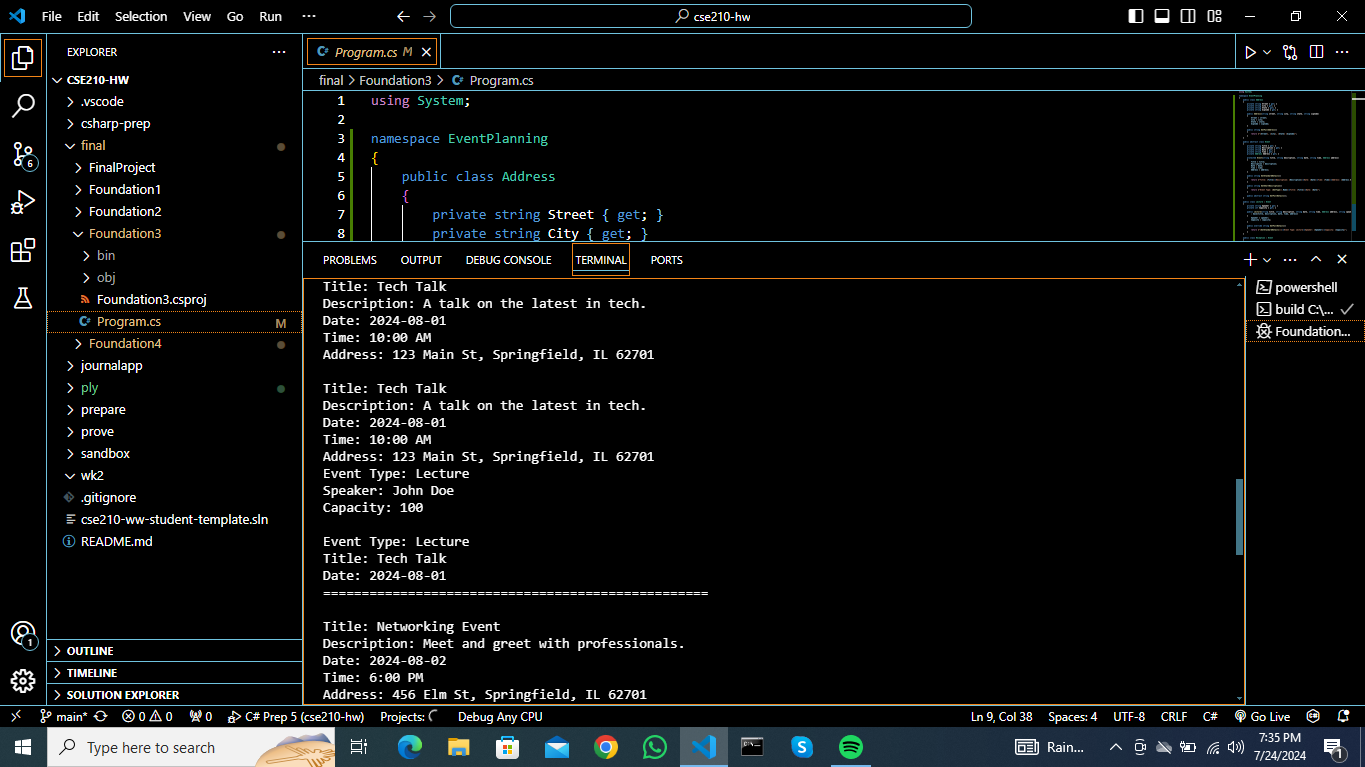 File Edit Selection View Go Run ··· cse210-hw
EXPLORER ···
CSE210-HW
.vscode
csharp-prep
final
FinalProject
Foundation1
Foundation2
Foundation3
bin
obj
Foundation3.csproj
Program.cs M
Foundation4
journalapp
ply
prepare
prove
sandbox
wk2
.gitignore
cse210-ww-student-template.sln
README.md
OUTLINE
TIMELINE
SOLUTION EXPLORER
6
1
C# Program.cs M
final > Foundation3 > C# Program.cs
1 using System;
2
3 namespace EventPlanning
4 {
5 public class Address
6 {
7 private string Street { get; }
8 private string City { get; }
PROBLEMS OUTPUT DEBUG CONSOLE TERMINAL PORTS
Title: Tech Talk
Description: A talk on the latest in tech.
Date: 2024-08-01
Time: 10:00 AM
Address: 123 Main St, Springfield, IL 62701
Title: Tech Talk
Description: A talk on the latest in tech.
Date: 2024-08-01
Time: 10:00 AM
Address: 123 Main St, Springfield, IL 62701
Event Type: Lecture
Speaker: John Doe
Capacity: 100
Event Type: Lecture
Title: Tech Talk
Date: 2024-08-01
==================================================
Title: Networking Event
Description: Meet and greet with professionals.
Date: 2024-08-02
Time: 6:00 PM
Address: 456 Elm St, Springfield, IL 62701
powershell
build C:\...
Foundation...
main* 0 0 0 C# Prep 5 (cse210-hw) Projects: Debug Any CPU Ln 9, Col 38 Spaces: 4 UTF-8 CRLF C# Go Live
Type here to search
Rain...
7:35 PM
7/24/2024
1